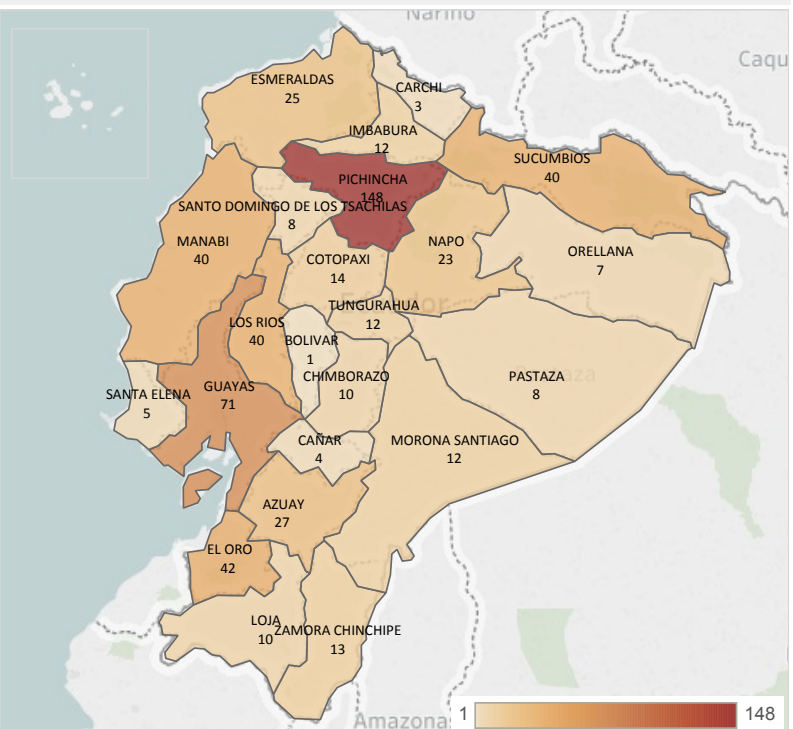 Nariño
Caqu
ESMERALDAS
25
CARCHI
3
IMBABURA
12
SUCUMBIOS
40
PICHINCHA
148
SANTO DOMINGO DE LOS TSACHILAS
8
MANABI
40
NAPO
23
ORELLANA
7
COTOPAXI
14
Ecuador
TUNGURAHUA
12
LOS RIOS
40
BOLIVAR
1
CHIMBORAZO
10
PASTAZA
8
SANTA ELENA
5
GUAYAS
71
CAÑAR
4
MORONA SANTIAGO
12
AZUAY
27
EL ORO
42
LOJA
10
ZAMORA CHINCHIPE
13
Amazonas
1
148